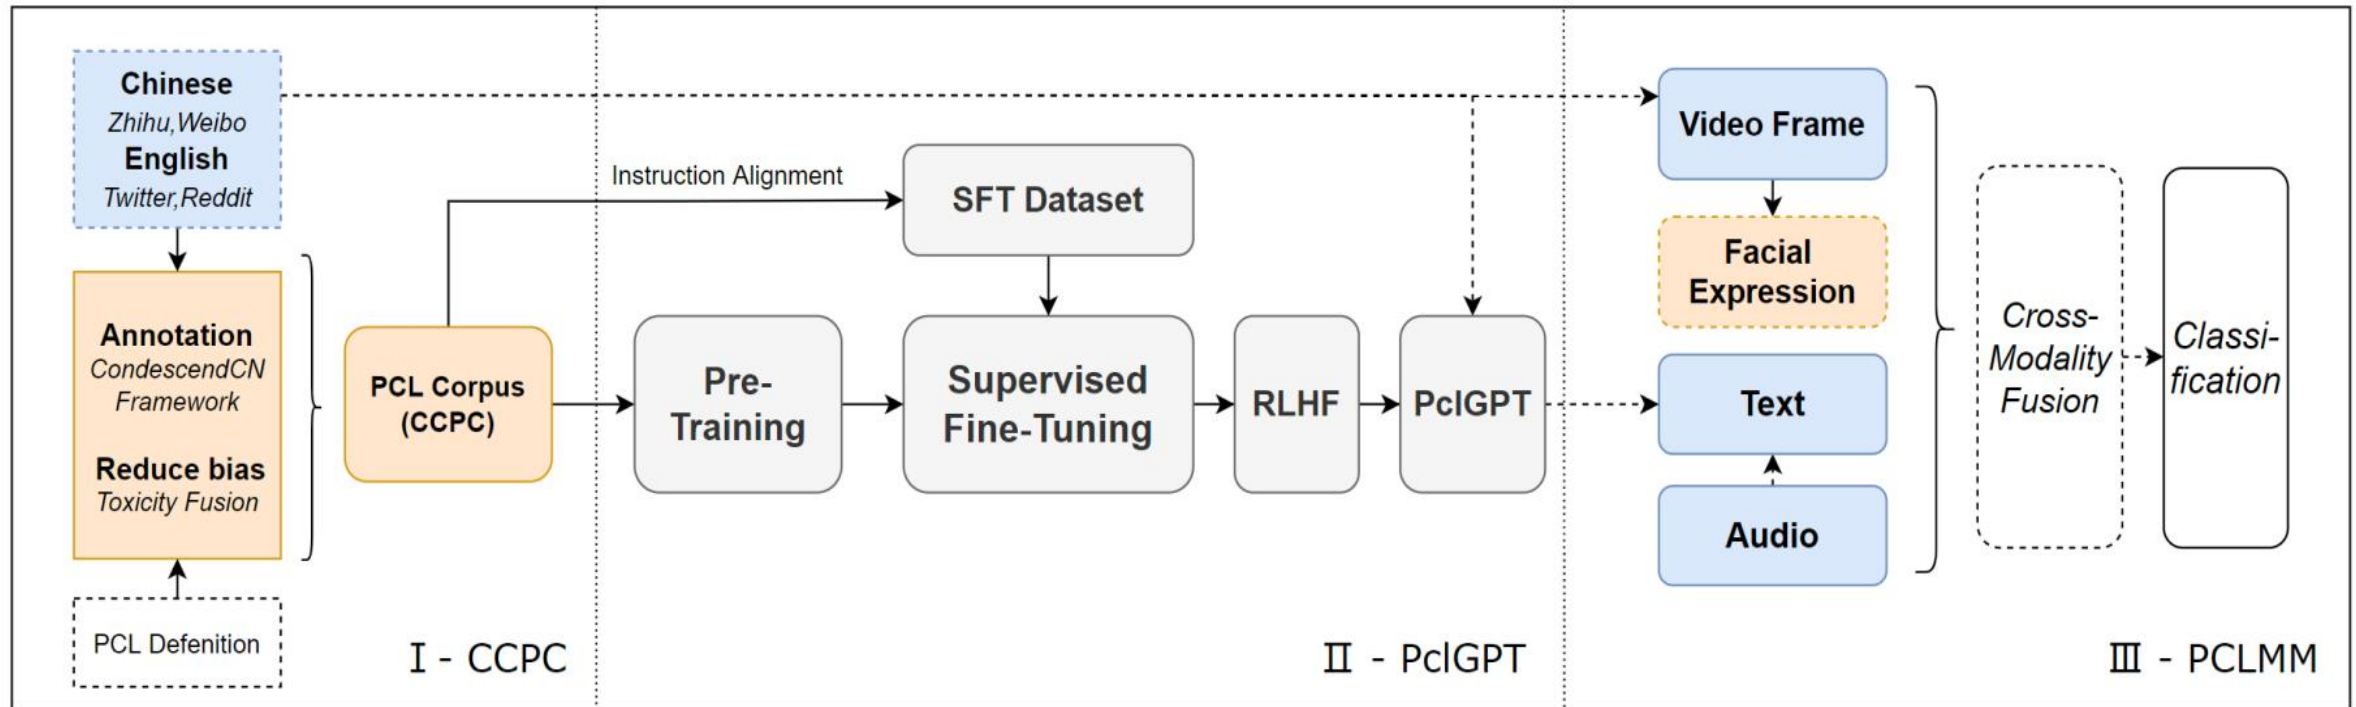 Chinese
Zhihu,Weibo
English
Twitter,Reddit
Annotation
CondescendCN
Framework
Reduce bias
Toxicity Fusion
PCL Defenition
PCL Corpus
(CCPC)
Ⅰ - CCPC
Instruction Alignment
SFT Dataset
Pre-
Training
Supervised
Fine-Tuning
RLHF
PclGPT
Ⅱ - PclGPT
Video Frame
Facial
Expression
Text
Audio
Cross-
Modality
Fusion
Classi-
fication
Ⅲ - PCLMM